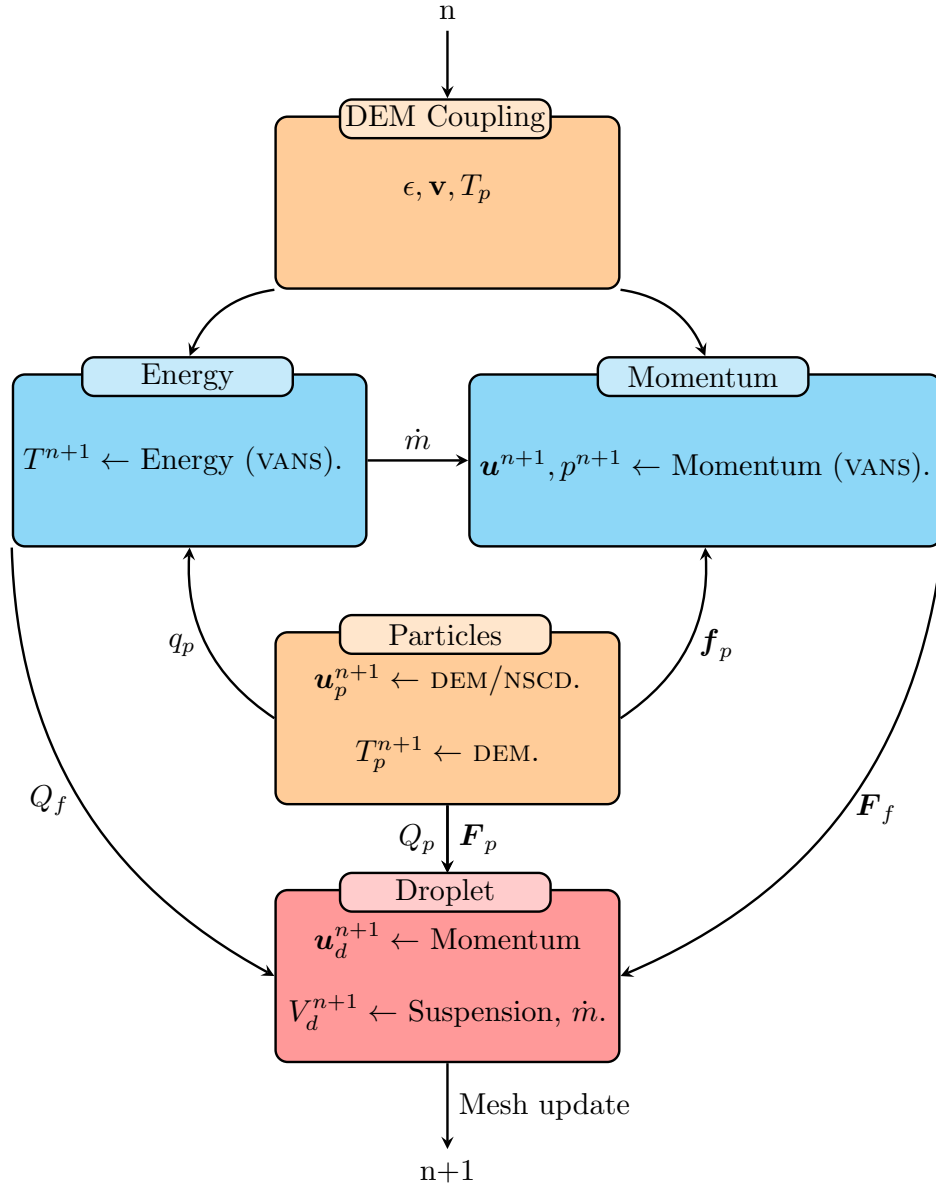 n
DEM Coupling
ϵ, v, T_p
Energy
Momentum
T^{n+1} ← Energy (VANS).
ṁ
u^{n+1}, p^{n+1} ← Momentum (VANS).
q_p
Particles
f_p
u_p^{n+1} ← DEM/NSCD.
T_p^{n+1} ← DEM.
Q_f
F_f
Q_p
F_p
Droplet
u_d^{n+1} ← Momentum
V_d^{n+1} ← Suspension, ṁ.
Mesh update
n+1